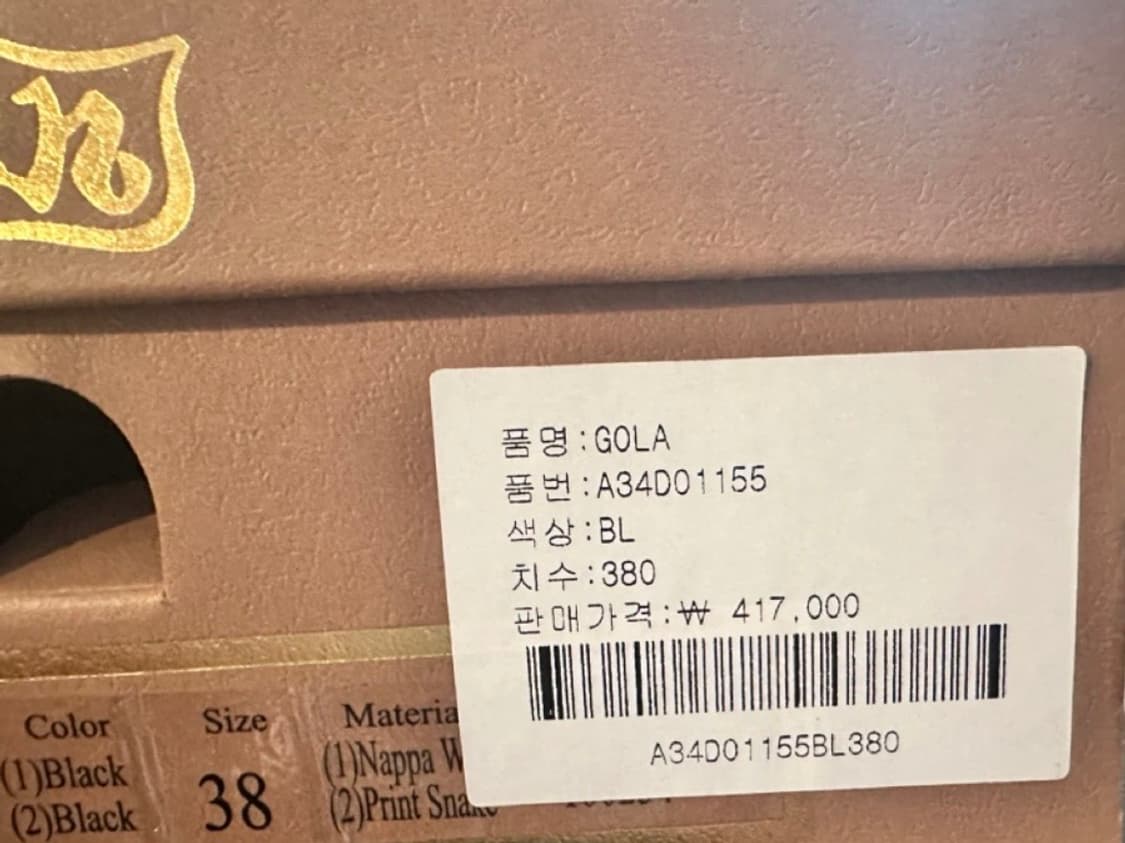 n
품명:GOLA
품번:A34D01155
색상:BL
치수:380
판매가격:₩ 417,000
A34D01155BL380
Color Size
(1)Black 38 (1)Nappa
(2)Black (2)Print